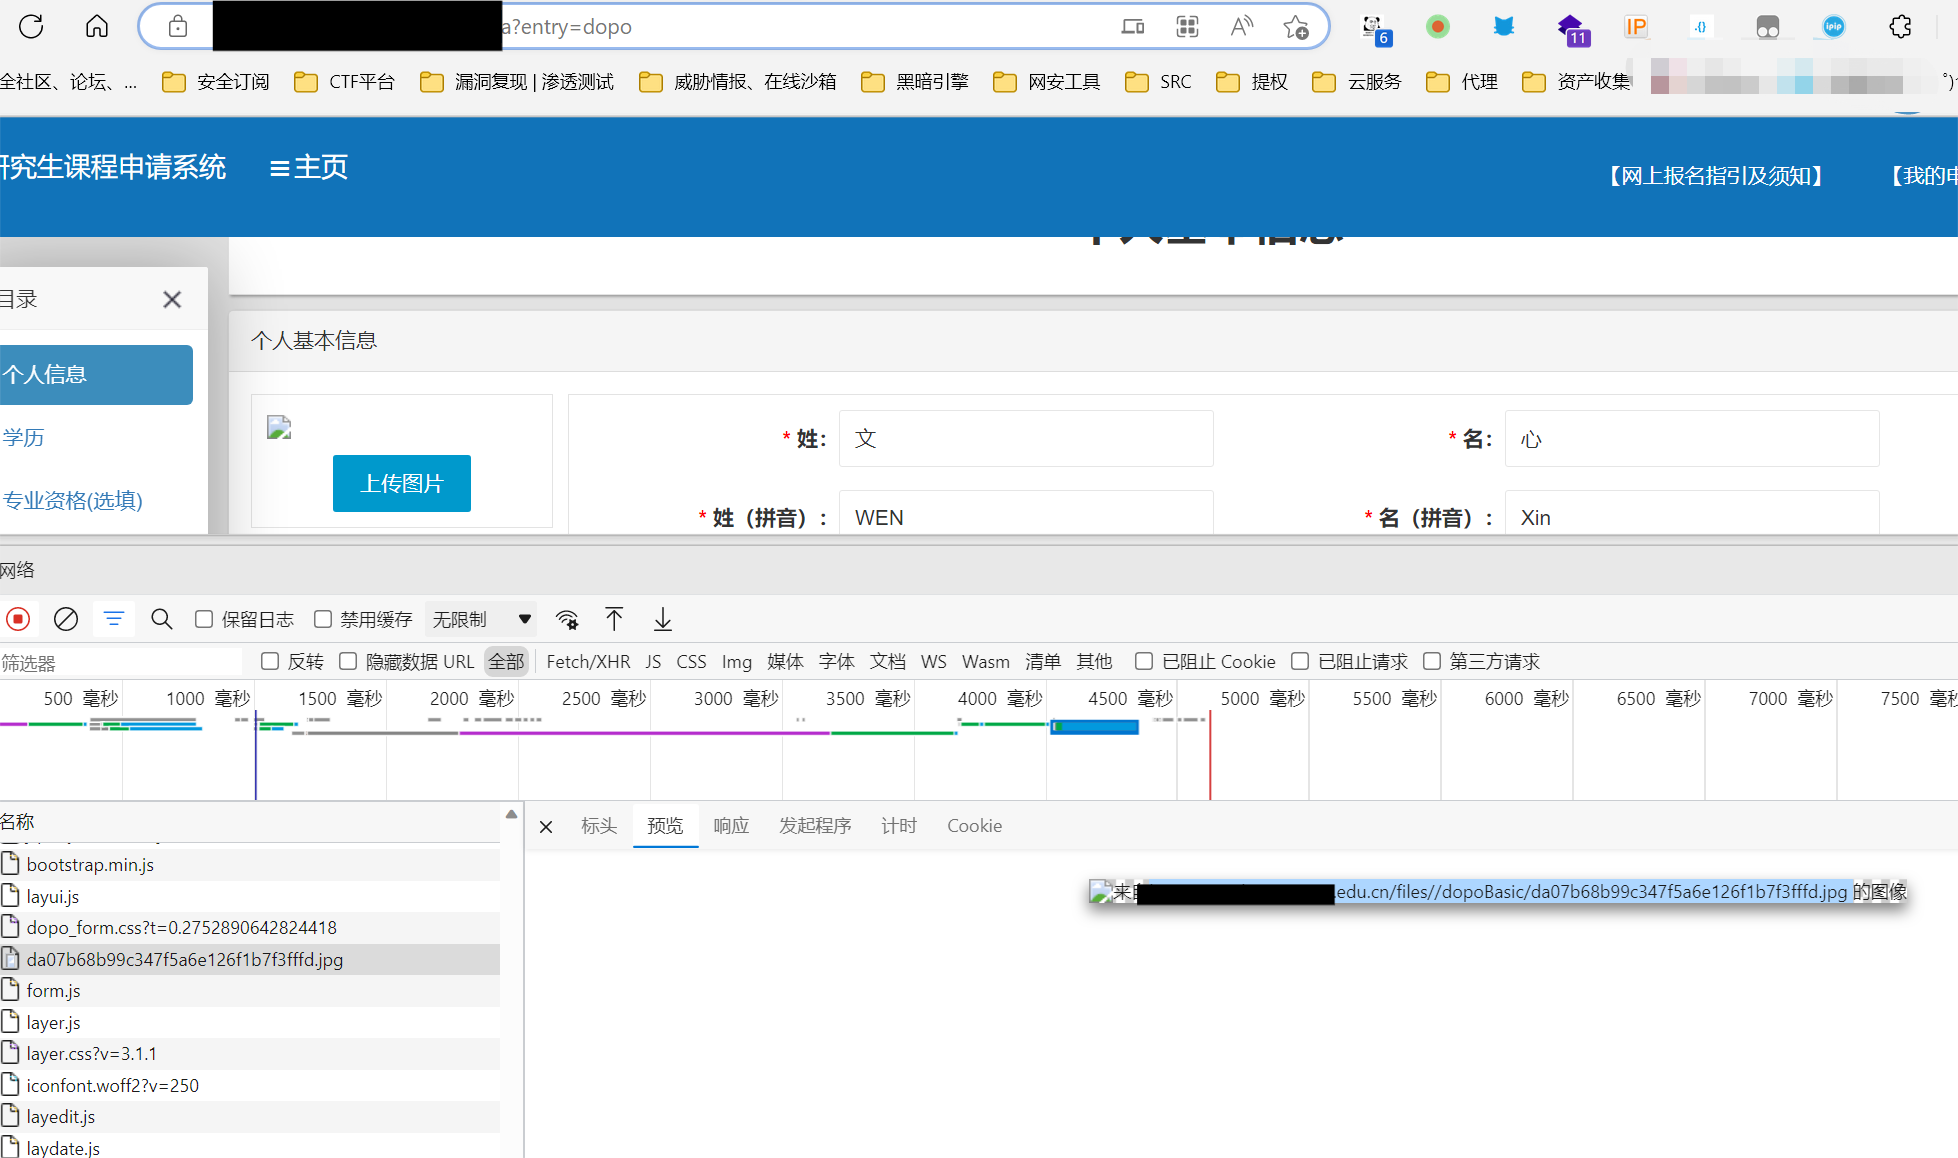 a?entry=dopo
6
11
IP
ipip
全社区、论坛、... 安全订阅 CTF平台 漏洞复现 | 渗透测试 威胁情报、在线沙箱 黑暗引擎 网安工具 SRC 提权 云服务 代理 资产收集
研究生课程申请系统 主页 【网上报名指引及须知】 【我的申
个人基本信息
目录
个人基本信息
个人信息
学历
专业资格(选填)
上传图片
* 姓： 文 * 名： 心
* 姓（拼音）： WEN * 名（拼音）： Xin
网络
保留日志 禁用缓存 无限制
筛选器 反转 隐藏数据 URL 全部 Fetch/XHR JS CSS Img 媒体 字体 文档 WS Wasm 清单 其他 已阻止 Cookie 已阻止请求 第三方请求
500 毫秒 1000 毫秒 1500 毫秒 2000 毫秒 2500 毫秒 3000 毫秒 3500 毫秒 4000 毫秒 4500 毫秒 5000 毫秒 5500 毫秒 6000 毫秒 6500 毫秒 7000 毫秒 7500 毫秒
名称
标头 预览 响应 发起程序 计时 Cookie
bootstrap.min.js
layui.js
dopo_form.css?t=0.2752890642824418
da07b68b99c347f5a6e126f1b7f3fffd.jpg
form.js
layer.js
layer.css?v=3.1.1
iconfont.woff2?v=250
layedit.js
laydate.js
来自 .edu.cn/files//dopoBasic/da07b68b99c347f5a6e126f1b7f3fffd.jpg 的图像